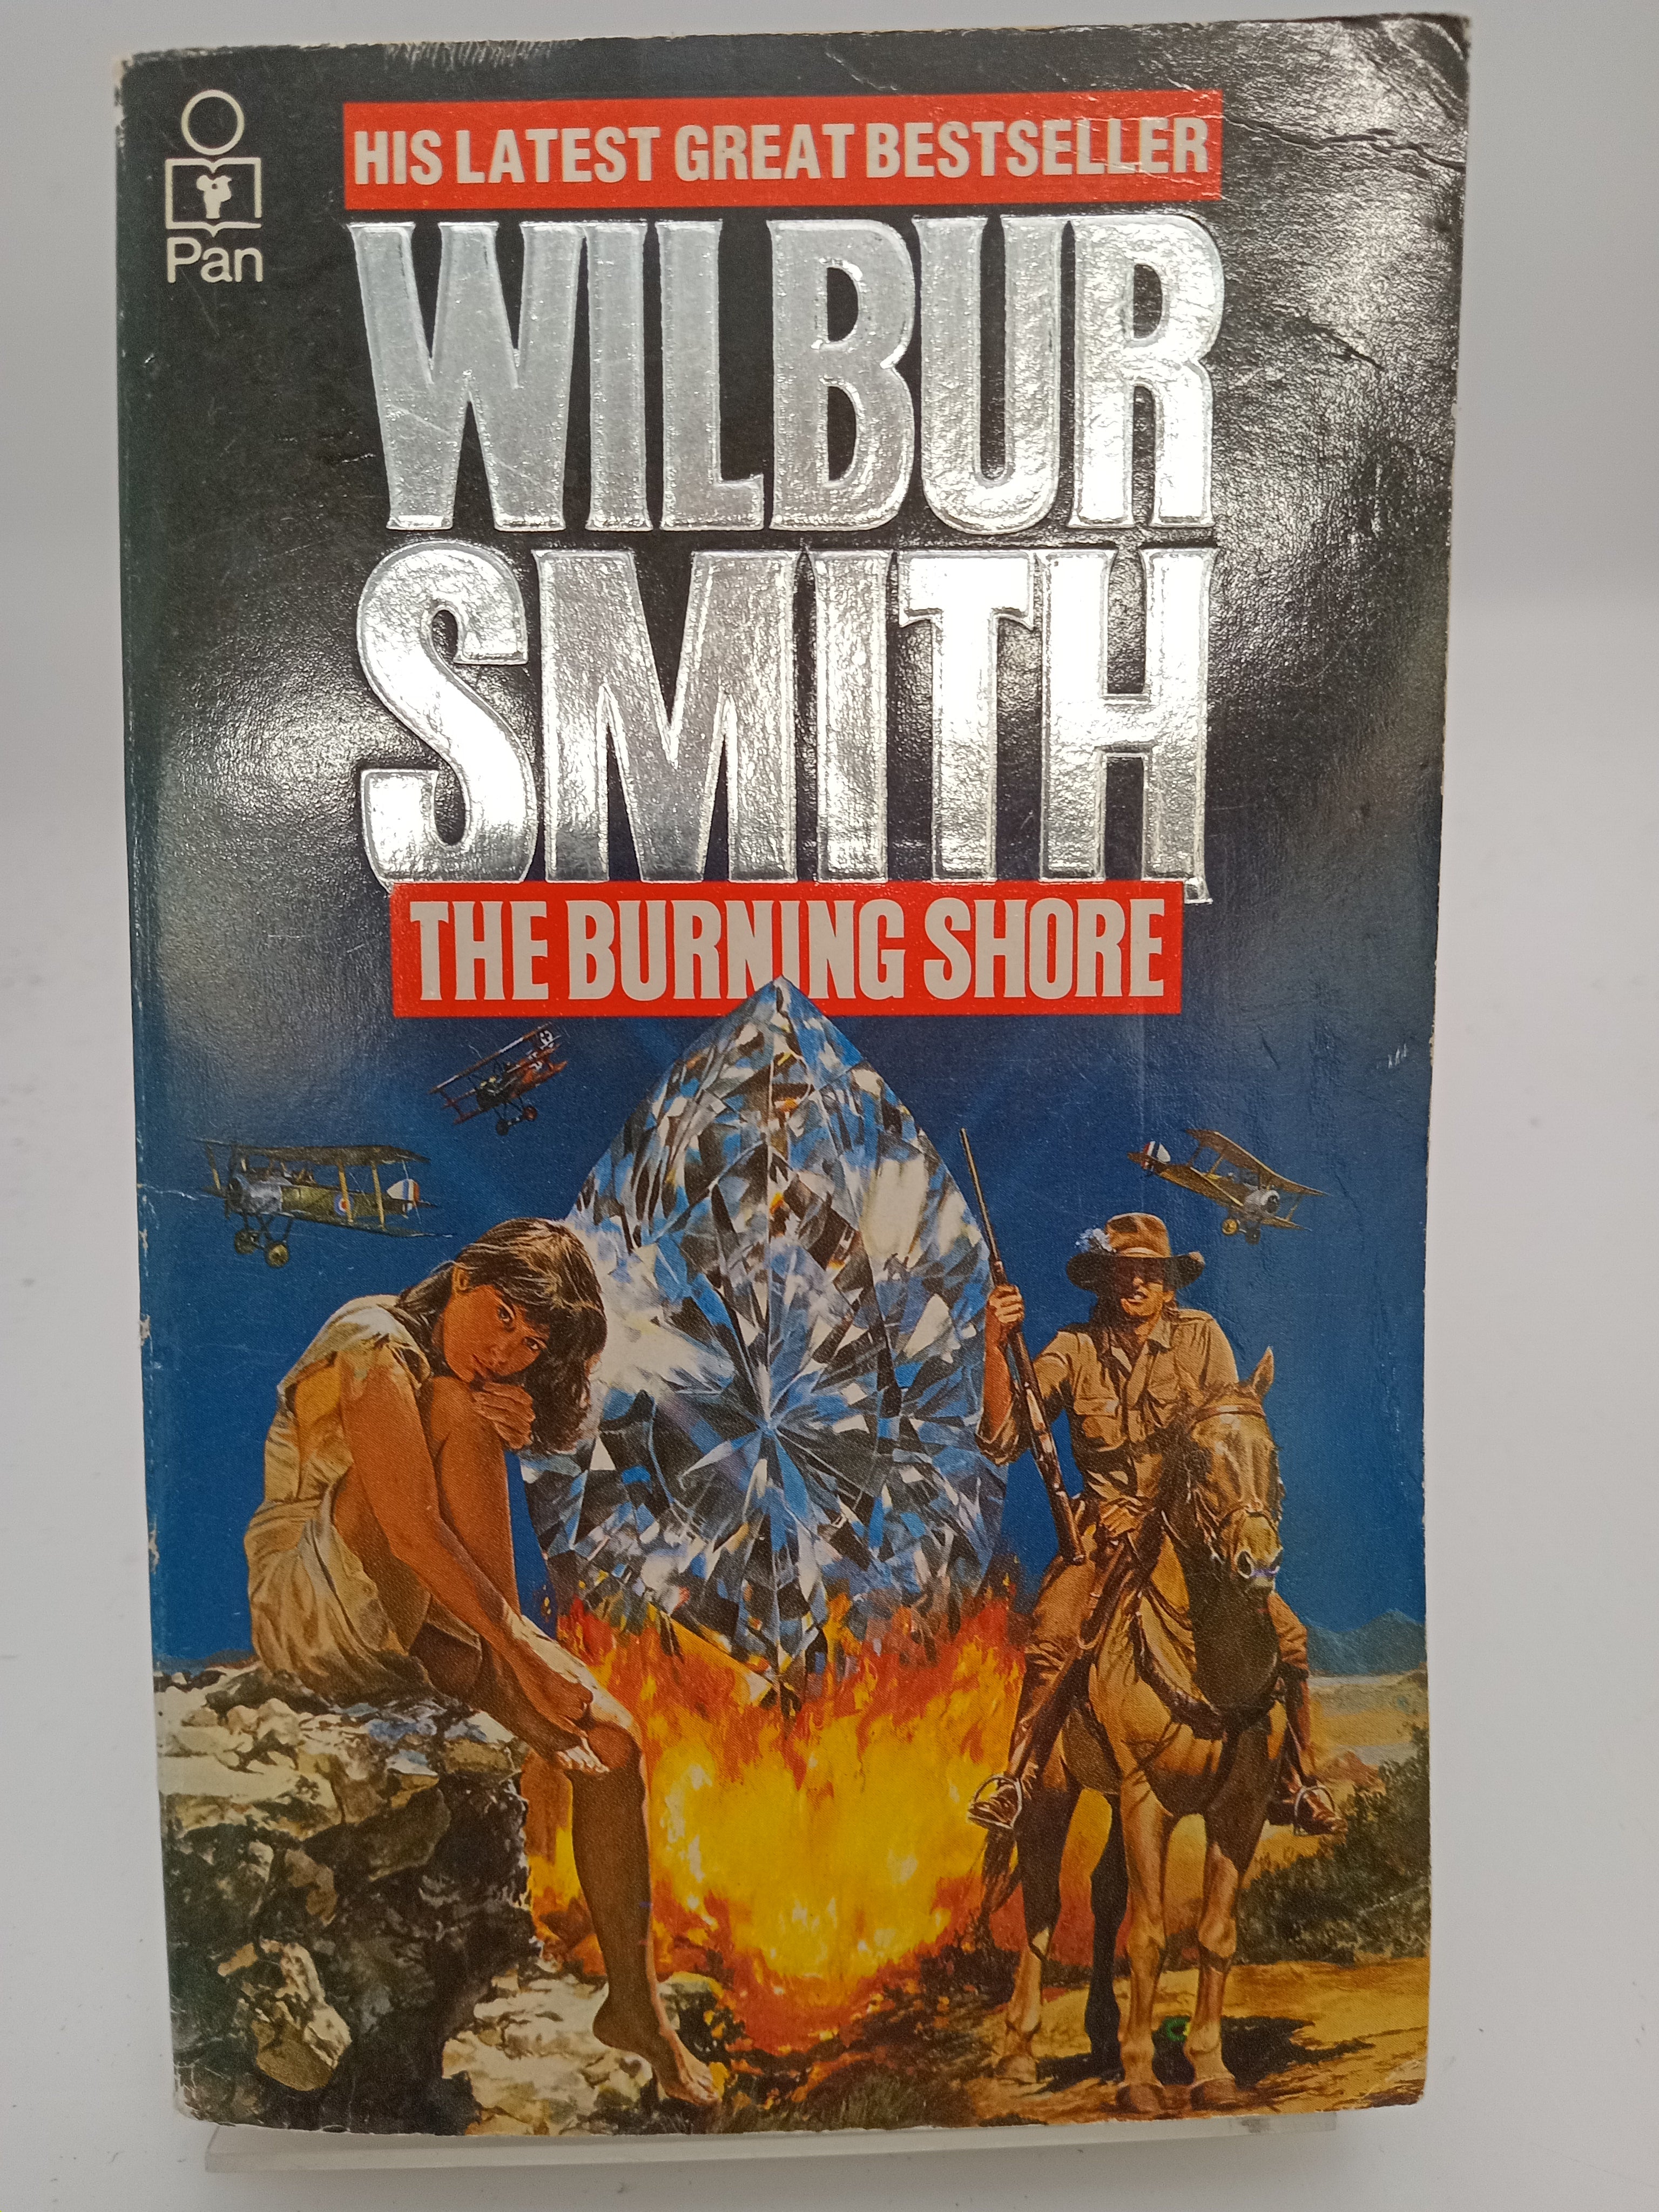 HIS LATEST GREAT BESTSELLER
Pan
WILBUR
SMITH
THE BURNING SHORE